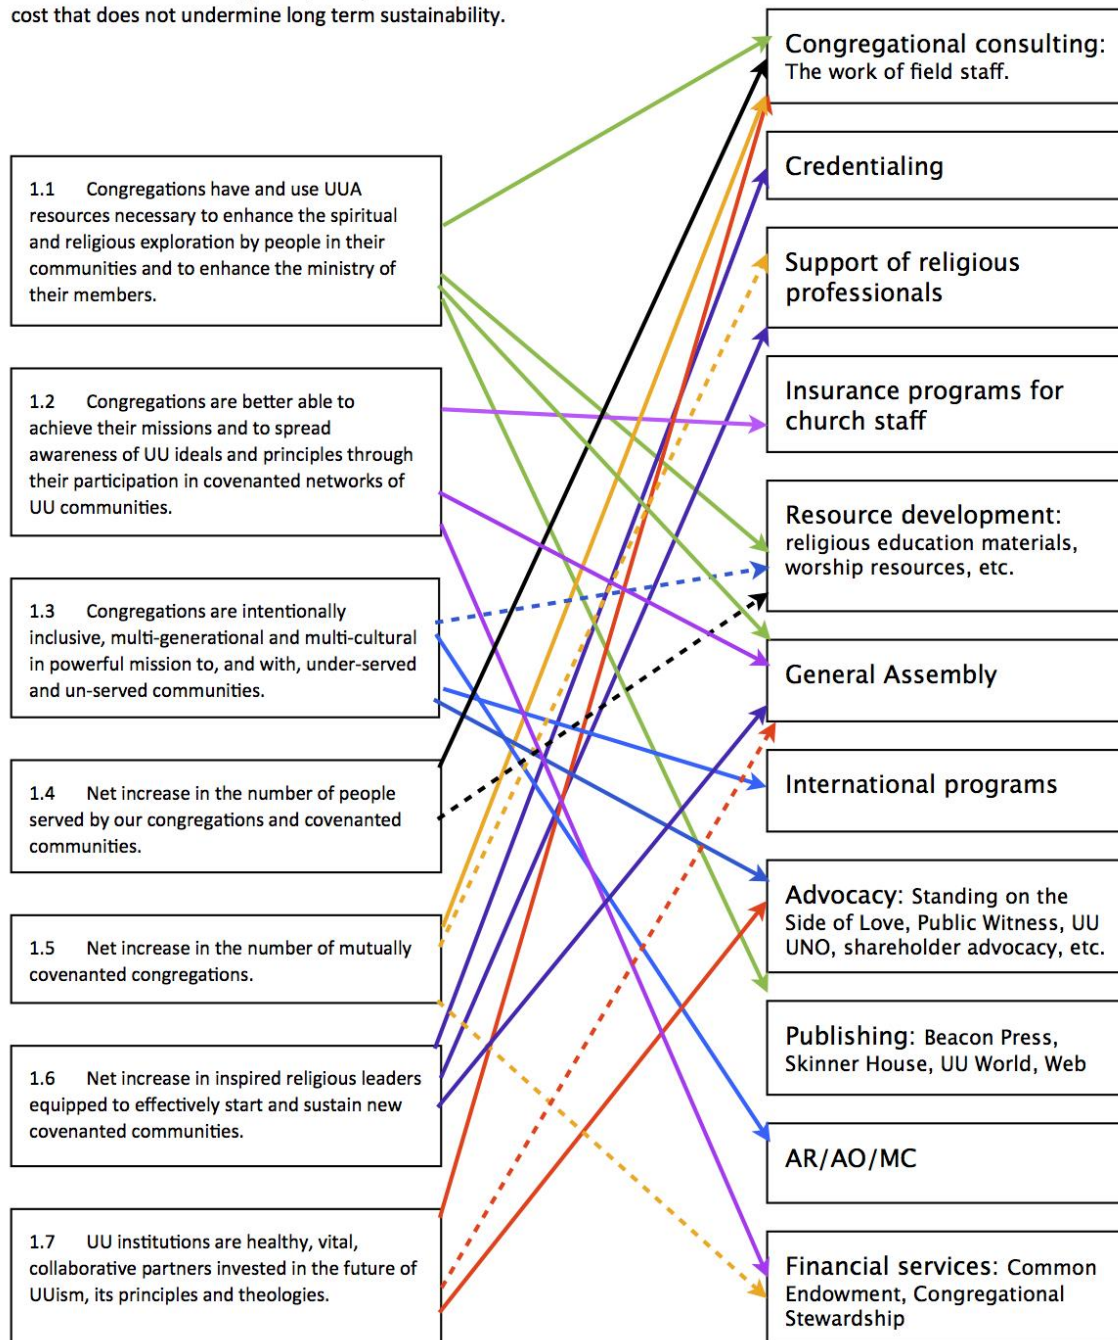 cost that does not undermine long term sustainability.
1.1 Congregations have and use UUA
resources necessary to enhance the spiritual
and religious exploration by people in their
communities and to enhance the ministry of
their members.
1.2 Congregations are better able to
achieve their missions and to spread
awareness of UU ideals and principles through
their participation in covenanted networks of
UU communities.
1.3 Congregations are intentionally
inclusive, multi-generational and multi-cultural
in powerful mission to, and with, under-served
and un-served communities.
1.4 Net increase in the number of people
served by our congregations and covenanted
communities.
1.5 Net increase in the number of mutually
covenanted congregations.
1.6 Net increase in inspired religious leaders
equipped to effectively start and sustain new
covenanted communities.
1.7 UU institutions are healthy, vital,
collaborative partners invested in the future of
UUism, its principles and theologies.
Congregational consulting:
The work of field staff.
Credentialing
Support of religious
professionals
Insurance programs for
church staff
Resource development:
religious education materials,
worship resources, etc.
General Assembly
International programs
Advocacy: Standing on the
Side of Love, Public Witness, UU
UNO, shareholder advocacy, etc.
Publishing: Beacon Press,
Skinner House, UU World, Web
AR/AO/MC
Financial services: Common
Endowment, Congregational
Stewardship